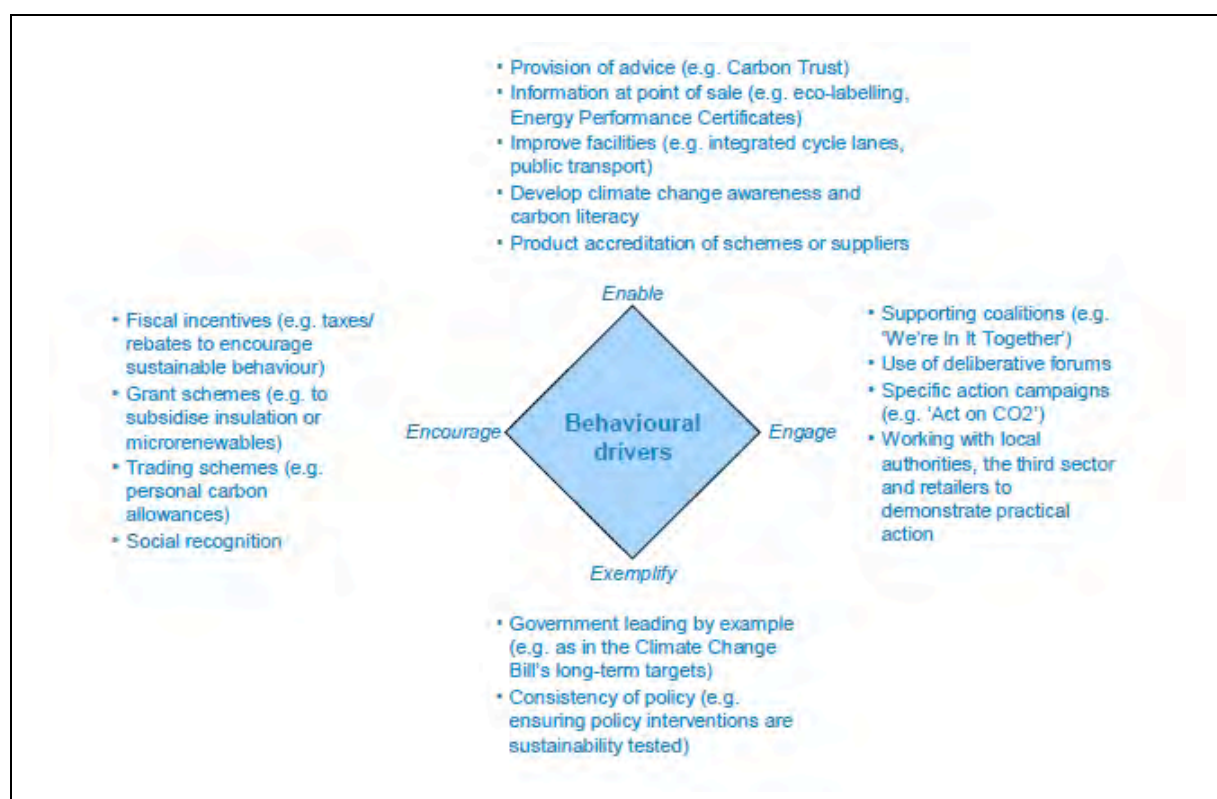 • Provision of advice (e.g. Carbon Trust)
• Information at point of sale (e.g. eco-labelling,
Energy Performance Certificates)
• Improve facilities (e.g. integrated cycle lanes,
public transport)
• Develop climate change awareness and
carbon literacy
• Product accreditation of schemes or suppliers
Enable
• Fiscal incentives (e.g. taxes/
rebates to encourage
sustainable behaviour)
• Grant schemes (e.g. to
subsidise insulation or
microrenewables)
• Trading schemes (e.g.
personal carbon
allowances)
• Social recognition
Encourage
Behavioural
drivers
Engage
• Supporting coalitions (e.g.
'We're In It Together')
• Use of deliberative forums
• Specific action campaigns
(e.g. 'Act on CO2')
• Working with local
authorities, the third sector
and retailers to
demonstrate practical
action
Exemplify
• Government leading by example
(e.g. as in the Climate Change
Bill's long-term targets)
• Consistency of policy (e.g.
ensuring policy interventions are
sustainability tested)